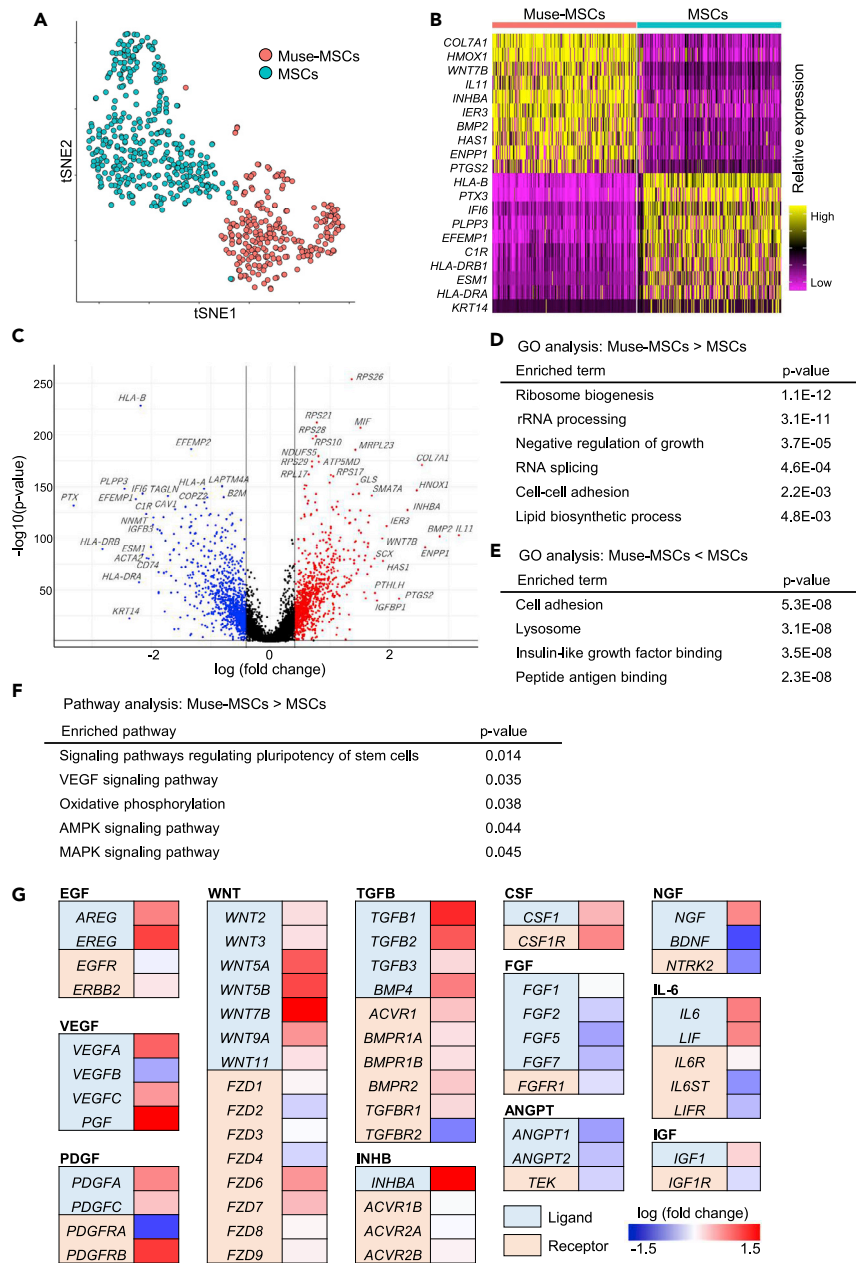 A
Muse-MSCs
MSCs
tSNE2
tSNE1
B
Muse-MSCs
MSCs
COL7A1
HMOX1
WNT7B
IL11
INHBA
IER3
BMP2
HAS1
ENPP1
PTGS2
HLA-B
PTX3
IFI6
PLPP3
EFEMP1
C1R
HLA-DRB1
ESM1
HLA-DRA
KRT14
Relative expression
High
Low
C
-log10(p-value)
250
200
150
100
50
-2
0
2
log (fold change)
HLA-B
EFEMP2
PLPP3
IFI6
TAGLN
HLA-A
LAPTM4A
PTX
EFEMP1
COPZ2
B2M
C1R
CAV1
NNMT
IGFB3
HLA-DRB
ESM1
ACTA2
CD74
HLA-DRA
KRT14
RPS26
RPS21
MIF
RPS28
RPS10
MRPL23
NDUFS5
COL7A1
RPS29
ATP5MD
RPL17
RPS17
GLS
HNOX1
SMA7A
INHBA
IER3
BMP2
IL11
WNT7B
SCX
ENPP1
HAS1
PTHLH
PTGS2
IGFBP1
D
GO analysis: Muse-MSCs > MSCs
Enriched term p-value
Ribosome biogenesis 1.1E-12
rRNA processing 3.1E-11
Negative regulation of growth 3.7E-05
RNA splicing 4.6E-04
Cell-cell adhesion 2.2E-03
Lipid biosynthetic process 4.8E-03
E
GO analysis: Muse-MSCs < MSCs
Enriched term p-value
Cell adhesion 5.3E-08
Lysosome 3.1E-08
Insulin-like growth factor binding 3.5E-08
Peptide antigen binding 2.3E-08
F
Pathway analysis: Muse-MSCs > MSCs
Enriched pathway p-value
Signaling pathways regulating pluripotency of stem cells 0.014
VEGF signaling pathway 0.035
Oxidative phosphorylation 0.038
AMPK signaling pathway 0.044
MAPK signaling pathway 0.045
G
EGF
AREG
EREG
EGFR
ERBB2
VEGF
VEGFA
VEGFB
VEGFC
PGF
PDGF
PDGFA
PDGFC
PDGFRA
PDGFRB
WNT
WNT2
WNT3
WNT5A
WNT5B
WNT7B
WNT9A
WNT11
FZD1
FZD2
FZD3
FZD4
FZD6
FZD7
FZD8
FZD9
TGFB
TGFB1
TGFB2
TGFB3
BMP4
ACVR1
BMPR1A
BMPR1B
BMPR2
TGFBR1
TGFBR2
INHB
INHBA
ACVR1B
ACVR2A
ACVR2B
CSF
CSF1
CSF1R
FGF
FGF1
FGF2
FGF5
FGF7
FGFR1
ANGPT
ANGPT1
ANGPT2
TEK
NGF
NGF
BDNF
NTRK2
IL-6
IL6
LIF
IL6R
IL6ST
LIFR
IGF
IGF1
IGF1R
Ligand
Receptor
log (fold change)
-1.5
1.5